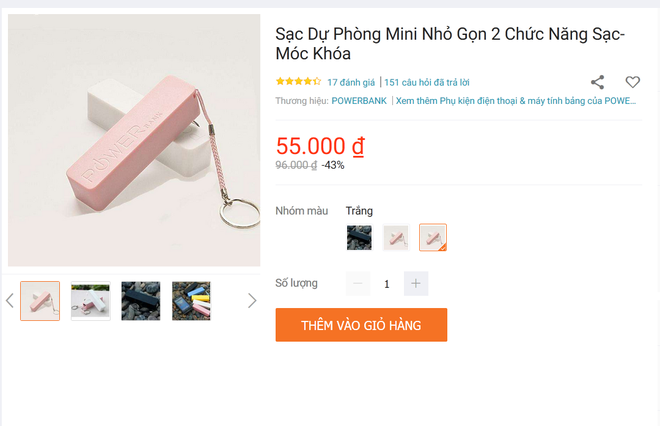 Sạc Dự Phòng Mini Nhỏ Gọn 2 Chức Năng Sạc-
Móc Khóa
17 đánh giá | 151 câu hỏi đã trả lời
Thương hiệu: POWERBANK | Xem thêm Phụ kiện điện thoại & máy tính bảng của POWE...
55.000 ₫
96.000 ₫ -43%
Nhóm màu Trắng
Số lượng − 1 +
THÊM VÀO GIỎ HÀNG
POWER BANK